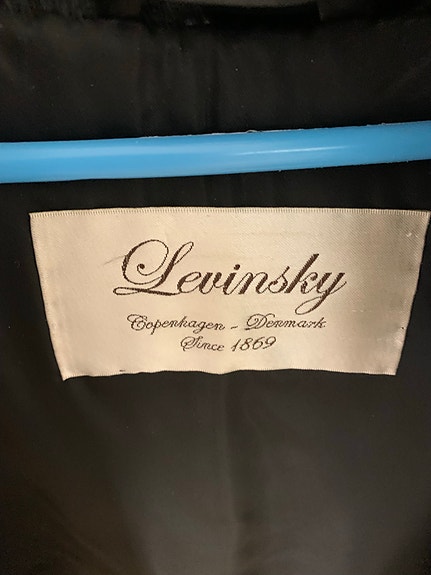 Levinsky
Copenhagen - Denmark
Since 1869